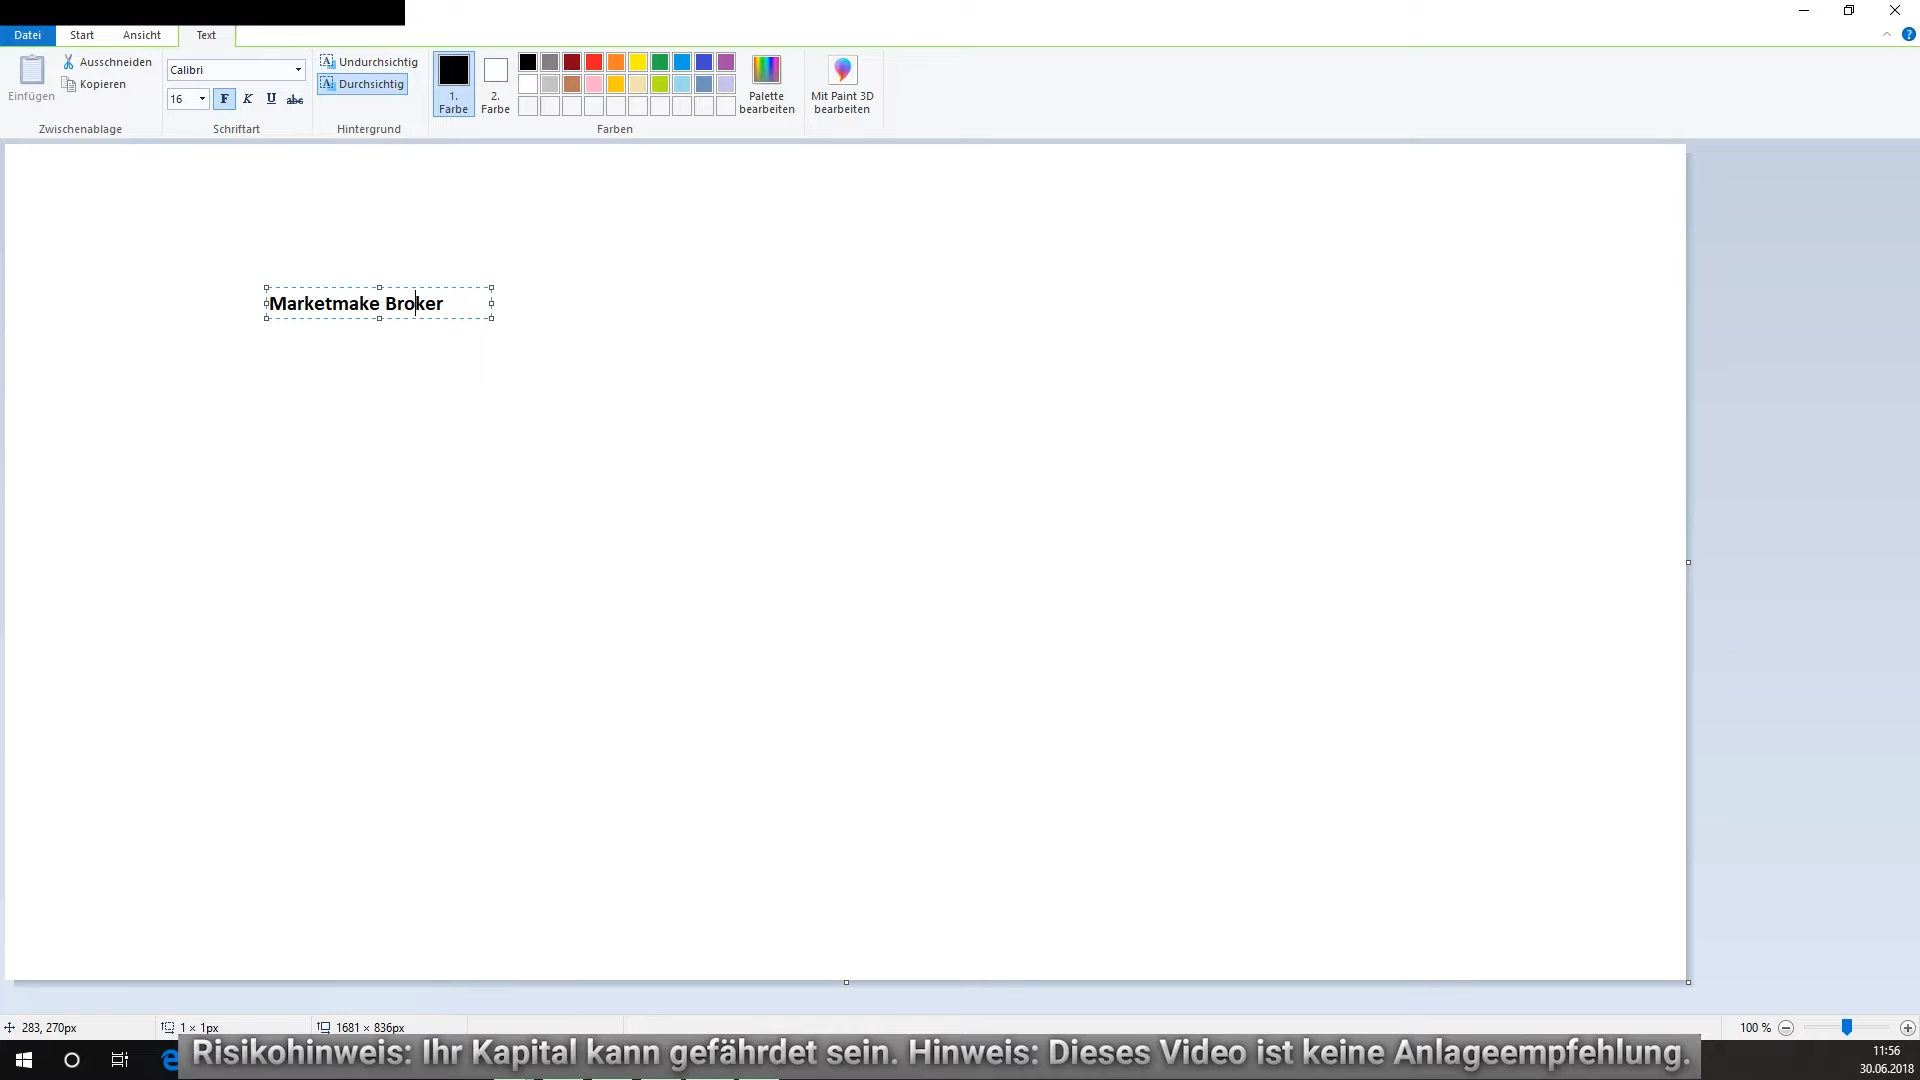 Datei Start Ansicht Text
Einfügen
Ausschneiden
Kopieren
Zwischenablage
Calibri
16 F K U abc
Schriftart
Undurchsichtig
Durchsichtig
Hintergrund
1. Farbe
2. Farbe
Farben
Palette bearbeiten
Mit Paint 3D bearbeiten
Marketmake Broker
283, 270px 1 × 1px 1681 × 836px 100 %
Risikohinweis: Ihr Kapital kann gefährdet sein. Hinweis: Dieses Video ist keine Anlageempfehlung.
11:56
30.06.2018